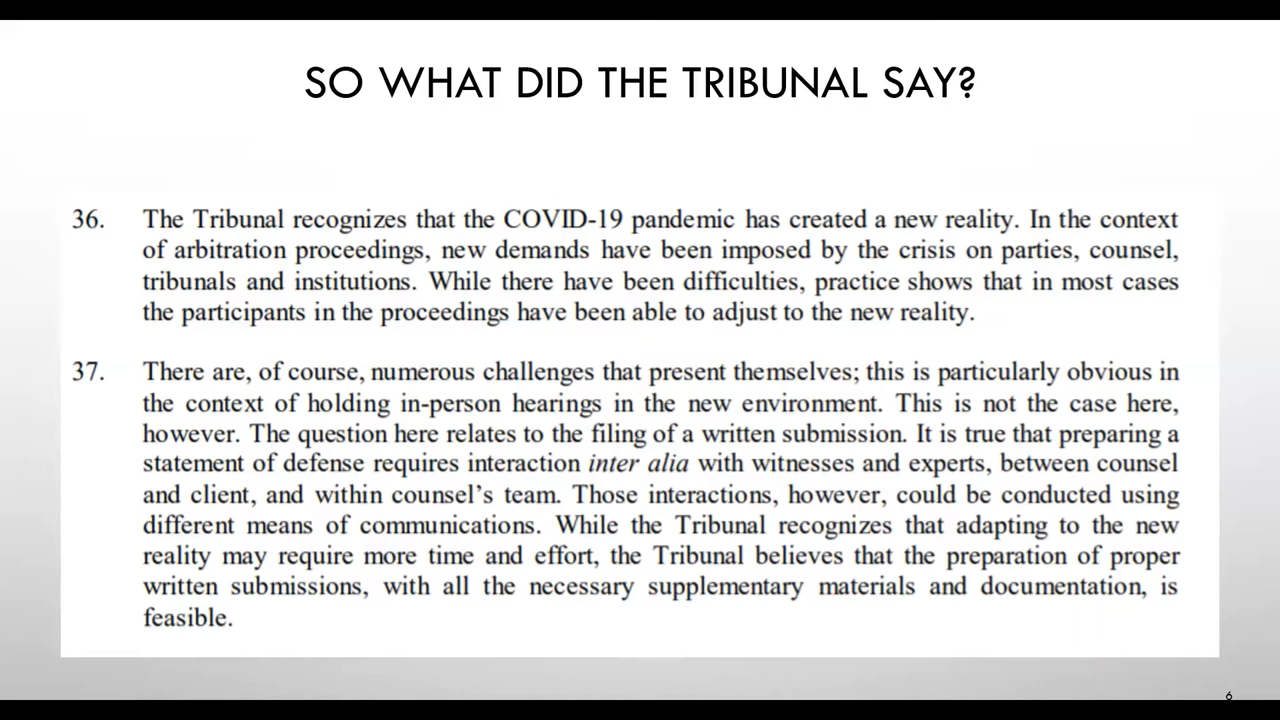 SO WHAT DID THE TRIBUNAL SAY?
36. The Tribunal recognizes that the COVID-19 pandemic has created a new reality. In the context
of arbitration proceedings, new demands have been imposed by the crisis on parties, counsel,
tribunals and institutions. While there have been difficulties, practice shows that in most cases
the participants in the proceedings have been able to adjust to the new reality.
37. There are, of course, numerous challenges that present themselves; this is particularly obvious in
the context of holding in-person hearings in the new environment. This is not the case here,
however. The question here relates to the filing of a written submission. It is true that preparing a
statement of defense requires interaction inter alia with witnesses and experts, between counsel
and client, and within counsel's team. Those interactions, however, could be conducted using
different means of communications. While the Tribunal recognizes that adapting to the new
reality may require more time and effort, the Tribunal believes that the preparation of proper
written submissions, with all the necessary supplementary materials and documentation, is
feasible.
6